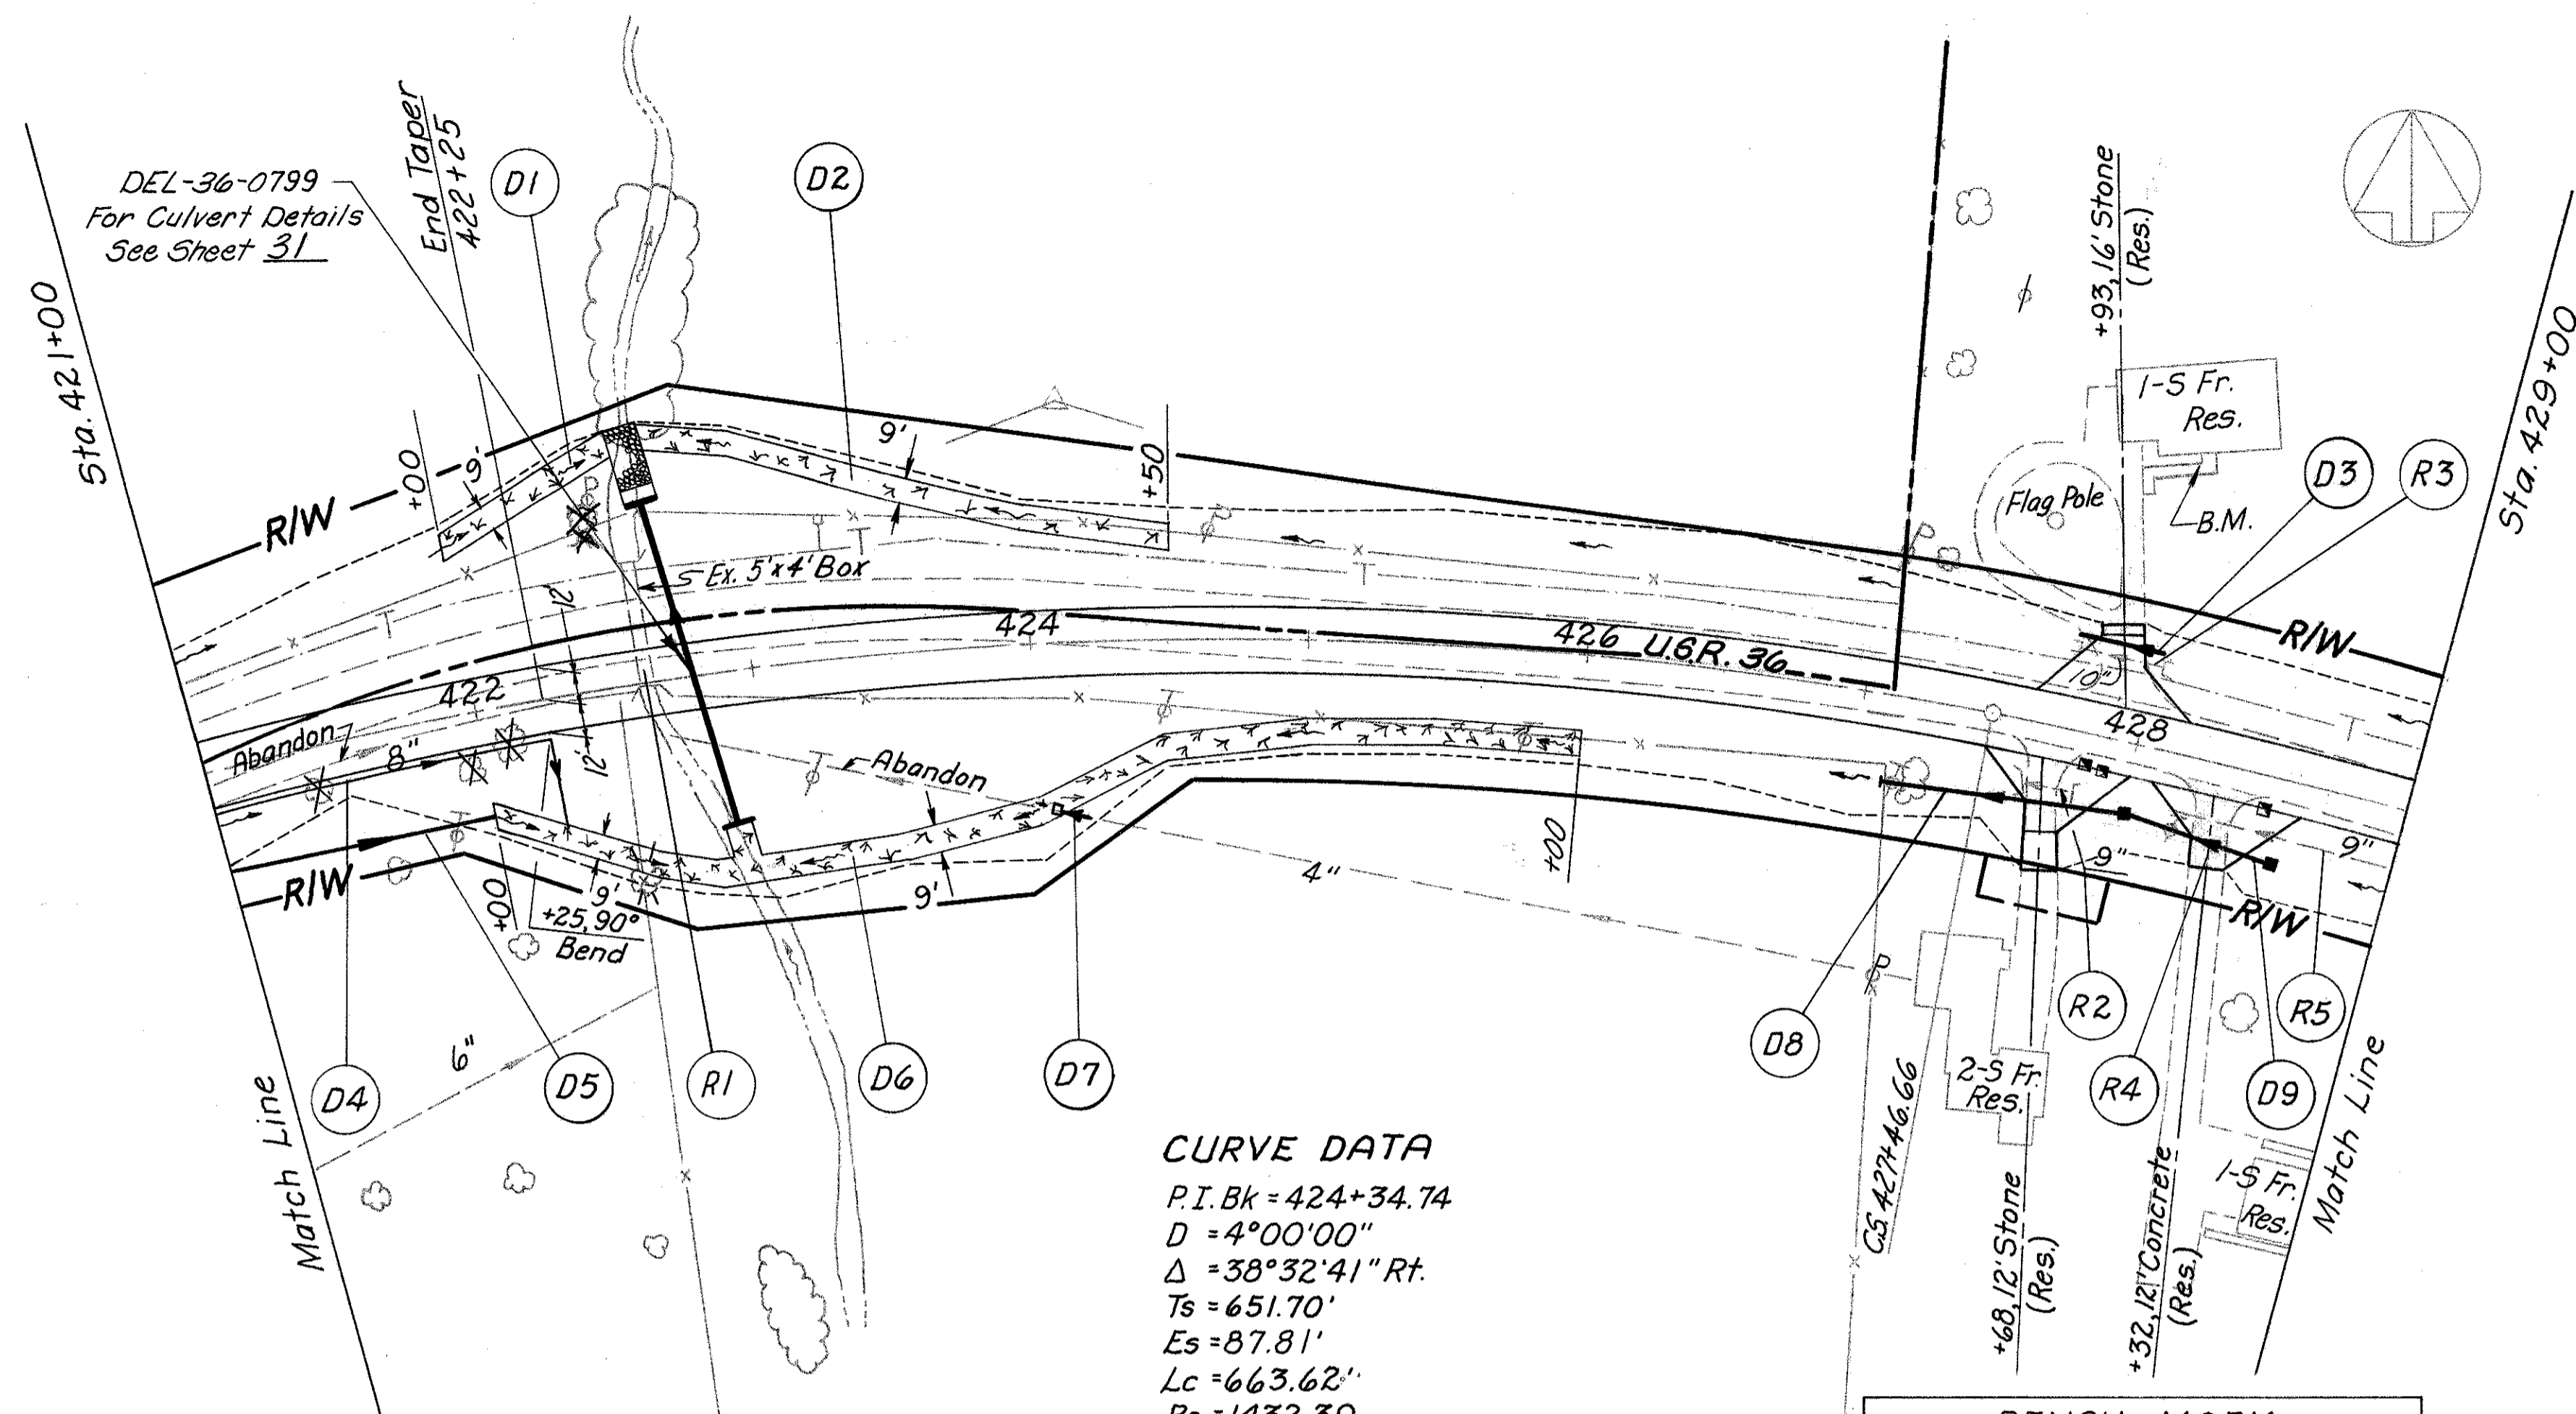 Sta. 421+00
DEL-36-0799
For Culvert Details
See Sheet 31
End Taper
422+25
D1
D2
+93, 16' Stone
(Res.)
Sta. 429+00
1-S Fr.
Res.
Flag Pole
B.M.
D3
R3
R/W
+00
9'
9'
+50
Ex. 5'x4' Box
12'
12'
422
424
426
U.S.R. 36
R/W
10"
428
Abandon
8"
Abandon
4"
+00
9"
9"
R/W
R/W
+00
+25, 90°
Bend
9'
9'
6"
D4
D5
R1
D6
D7
D8
R2
R4
D9
R5
Match Line
Match Line
C.S. 427+46.66
2-S Fr.
Res.
+68, 12' Stone
(Res.)
+32, 12' Concrete
(Res.)
1-S Fr.
Res.
CURVE DATA
P.I. Bk = 424+34.74
D = 4°00'00"
Δ = 38°32'41" Rt.
Ts = 651.70'
Es = 87.81'
Lc = 663.62'